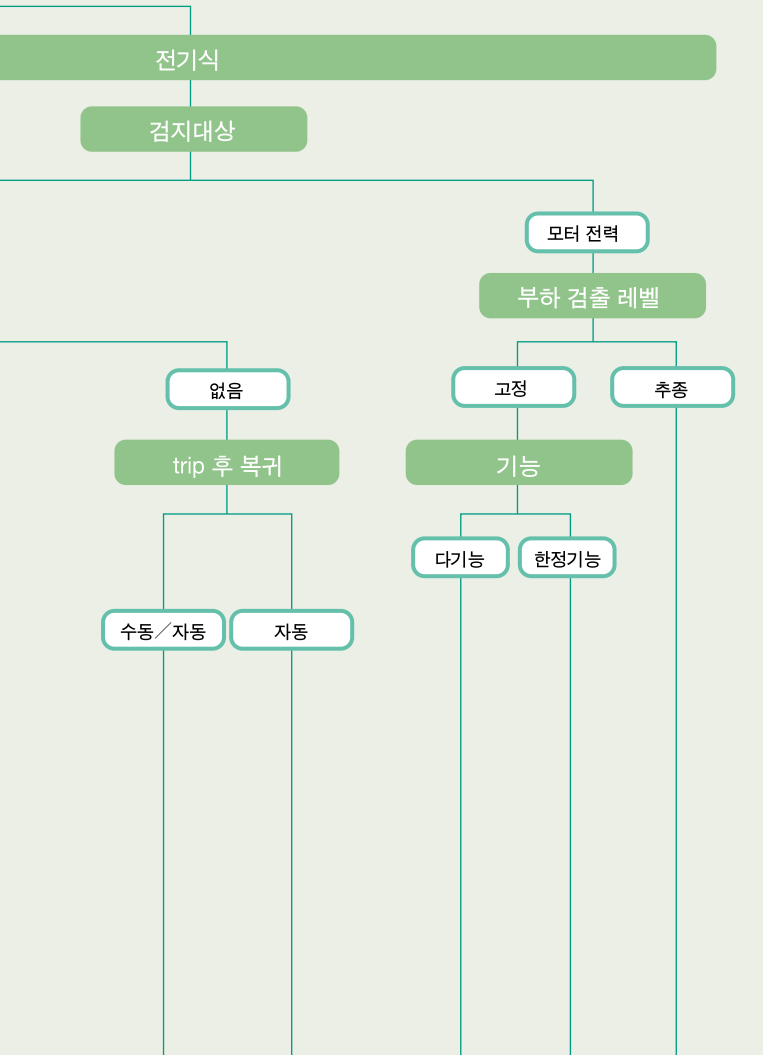 전기식
검지대상
모터 전력
부하 검출 레벨
없음
고정
추종
trip 후 복귀
기능
다기능
한정기능
수동／자동
자동